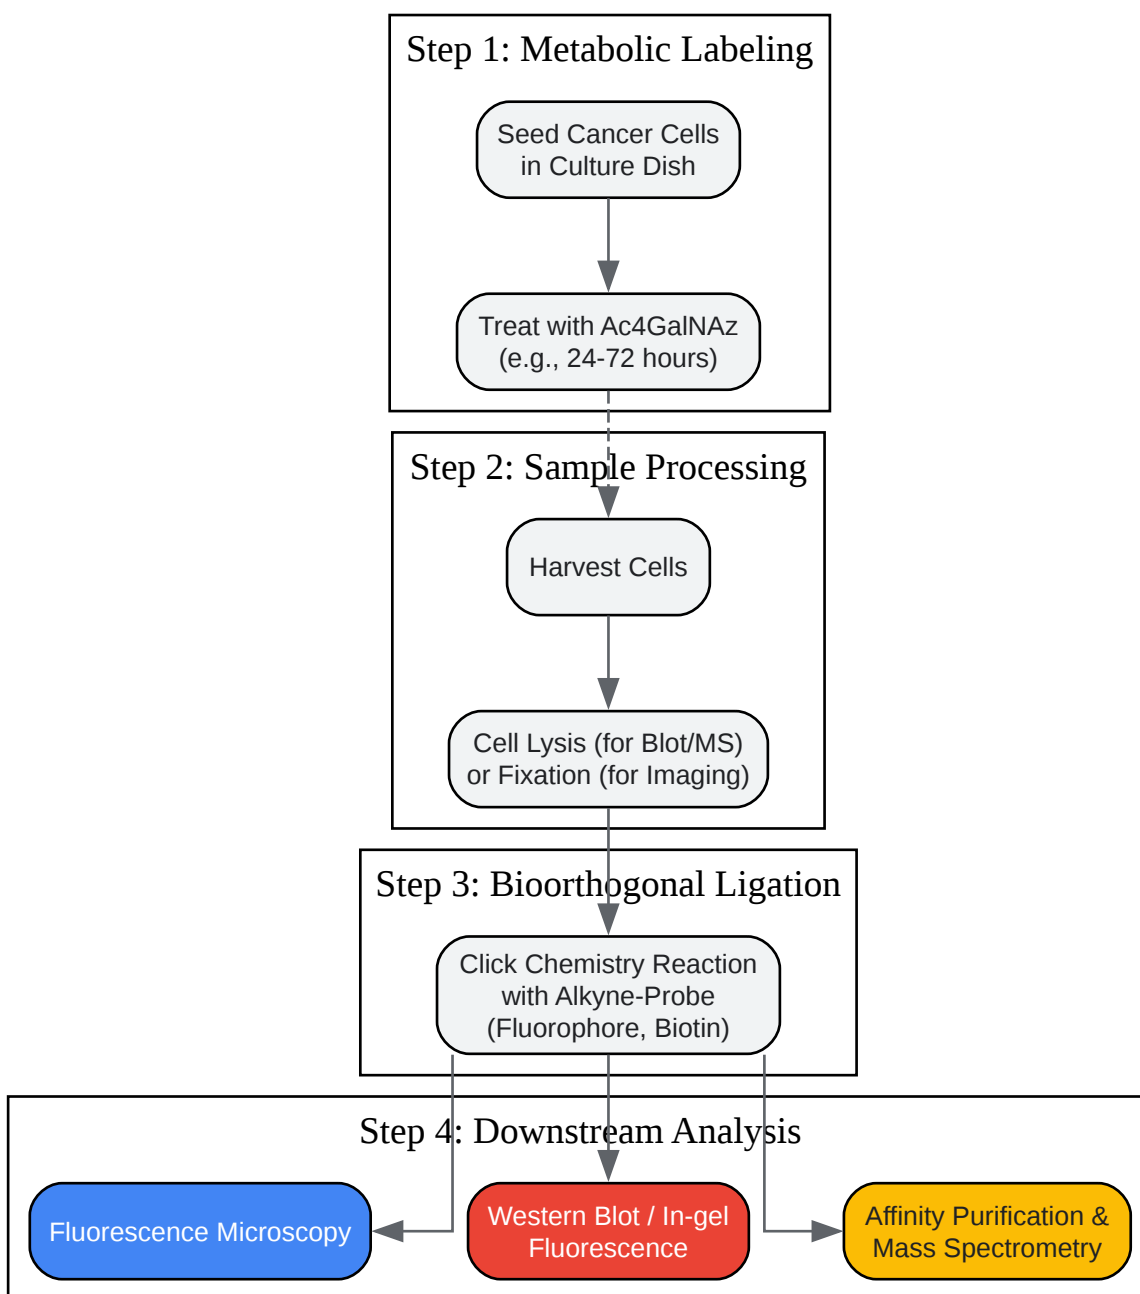 Step 1: Metabolic Labeling
Seed Cancer Cells
in Culture Dish
Treat with Ac4GalNAz
(e.g., 24-72 hours)
Step 2: Sample Processing
Harvest Cells
Cell Lysis (for Blot/MS)
or Fixation (for Imaging)
Step 3: Bioorthogonal Ligation
Click Chemistry Reaction
with Alkyne-Probe
(Fluorophore, Biotin)
Step 4: Downstream Analysis
Fluorescence Microscopy
Western Blot / In-gel
Fluorescence
Affinity Purification &
Mass Spectrometry